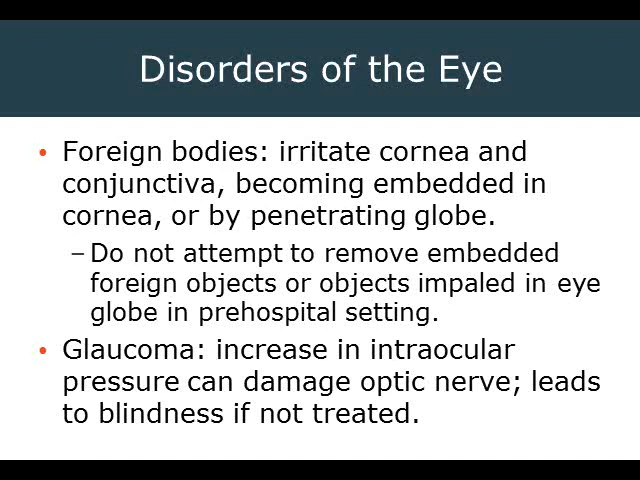 Disorders of the Eye
• Foreign bodies: irritate cornea and
conjunctiva, becoming embedded in
cornea, or by penetrating globe.
– Do not attempt to remove embedded
foreign objects or objects impaled in eye
globe in prehospital setting.
• Glaucoma: increase in intraocular
pressure can damage optic nerve; leads
to blindness if not treated.